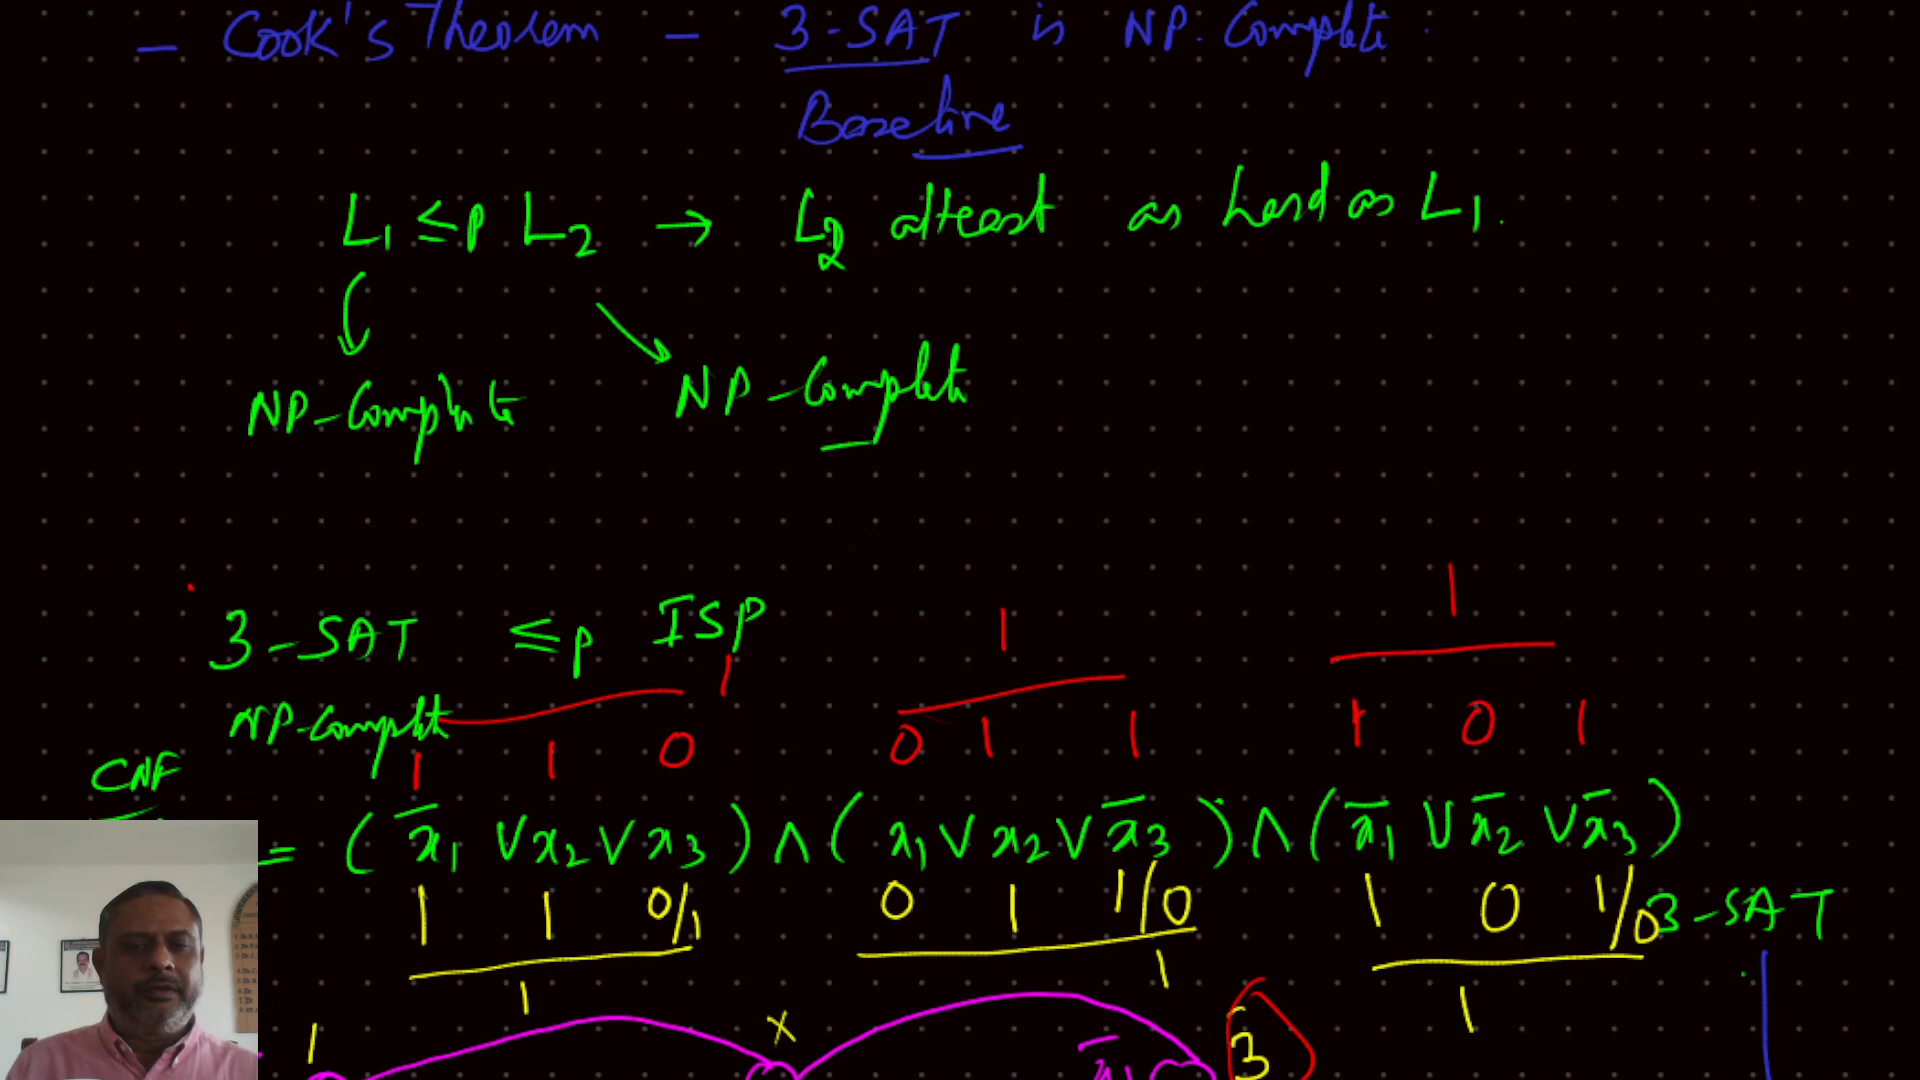 - Cook's Theorem - 3-SAT is NP-Complete.
Baseline
L₁ ≤p L₂ → L₂ atleast as hard as L₁.
NP-Complete NP-Complete
3-SAT ≤p ISP 1 1
NP-Complete 1
1 1 0 0 1 1 1 0 1
CNF
= (x̅₁ ∨ x₂ ∨ x₃) ∧ (x₁ ∨ x₂ ∨ x̅₃) ∧ (x̅₁ ∨ x̅₂ ∨ x̅₃)
1 1 0/1 0 1 1/0 1 0 1/0 3-SAT
1 1 1
1 x x̅₁ 3